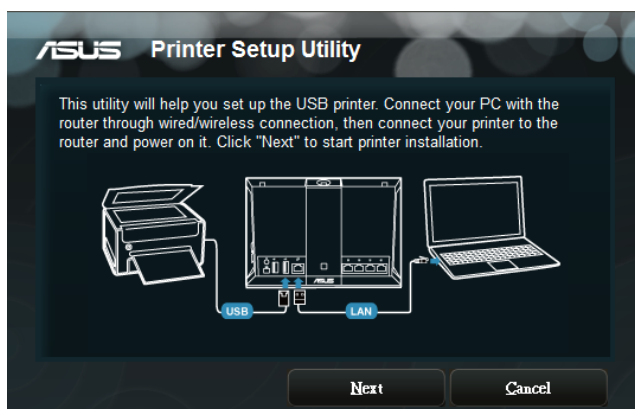 ASUS Printer Setup Utility
This utility will help you set up the USB printer. Connect your PC with the
router through wired/wireless connection, then connect your printer to the
router and power on it. Click "Next" to start printer installation.
ASUS
USB
LAN
Next
Cancel